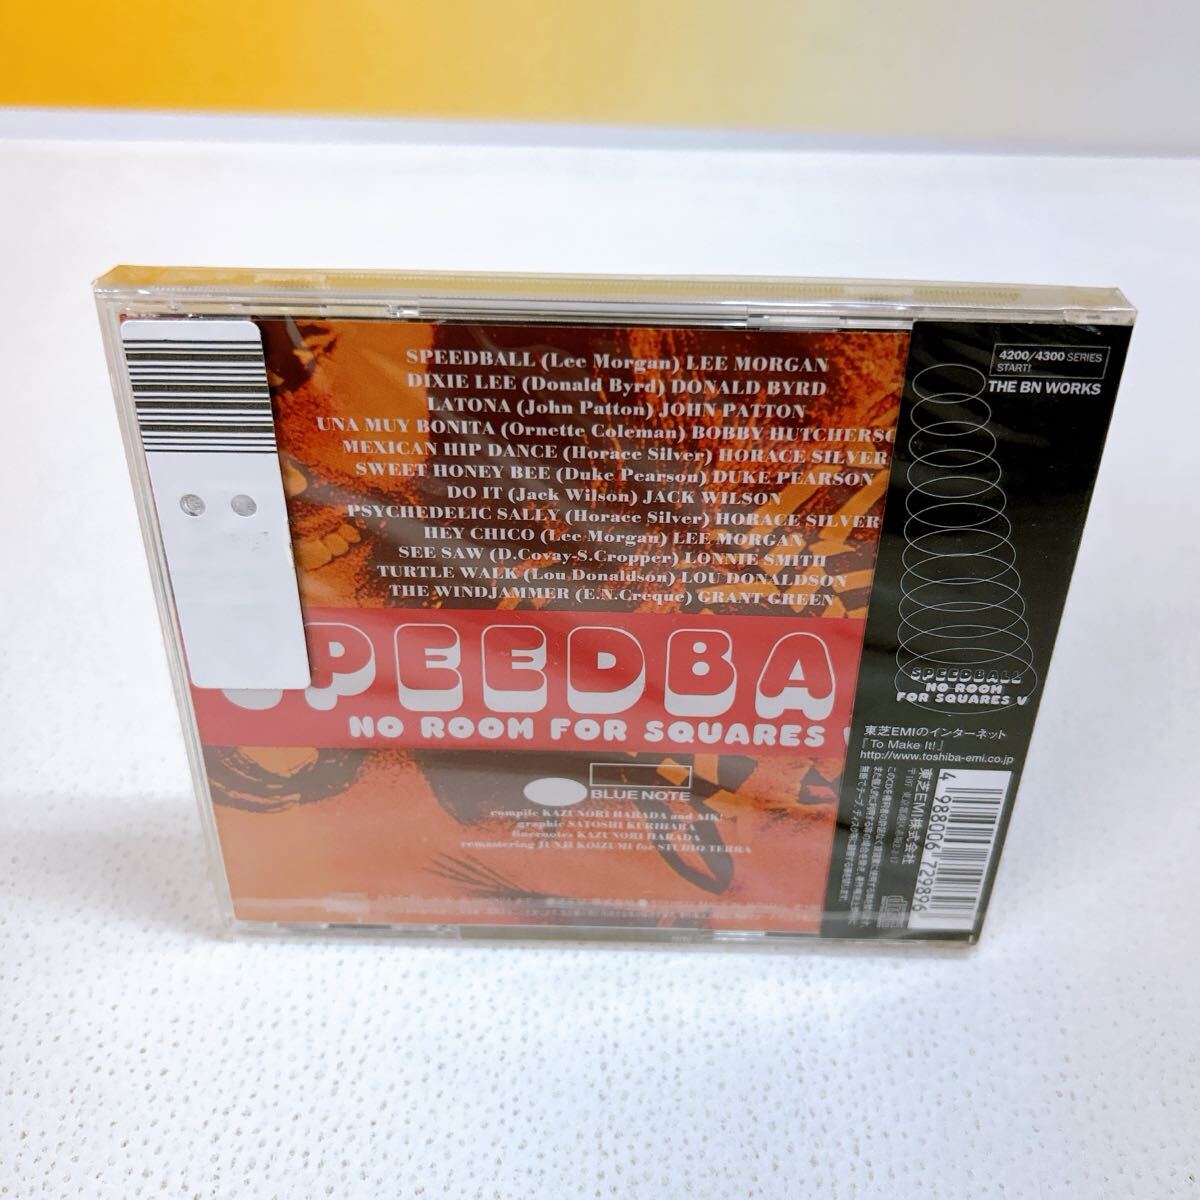 SPEEDBALL (Lee Morgan) LEE MORGAN
DIXIE LEE (Donald Byrd) DONALD BYRD
LATONA (John Patton) JOHN PATTON
UNA MUY BONITA (Ornette Coleman) BOBBY HUTCHERSO
MEXICAN HIP DANCE (Horace Silver) HORACE SILVER
SWEET HONEY BEE (Duke Pearson) DUKE PEARSON
DO IT (Jack Wilson) JACK WILSON
PSYCHEDELIC SALLY (Horace Silver) HORACE SILVER
HEY CHICO (Lee Morgan) LEE MORGAN
SEE SAW (D.Covay-S.Cropper) LONNIE SMITH
TURTLE WALK (Lou Donaldson) LOU DONALDSON
THE WINDJAMMER (E.N.Creque) GRANT GREEN
SPEEDBA
NO ROOM FOR SQUARES V
BLUE NOTE
compile KAZUNORI HARADA and AIK!
graphic SATOSHI KURIHARA
linernotes KAZUNORI HARADA
remastering JUNJI KOIZUMI for STUDIO TERRA
4200/4300 SERIES
START!
THE BN WORKS
SPEEDBALL
NO ROOM
FOR SQUARES V
東芝EMIのインターネット
『To Make It!』
http://www.toshiba-emi.co.jp
東芝EMI株式会社
4 988006 729896